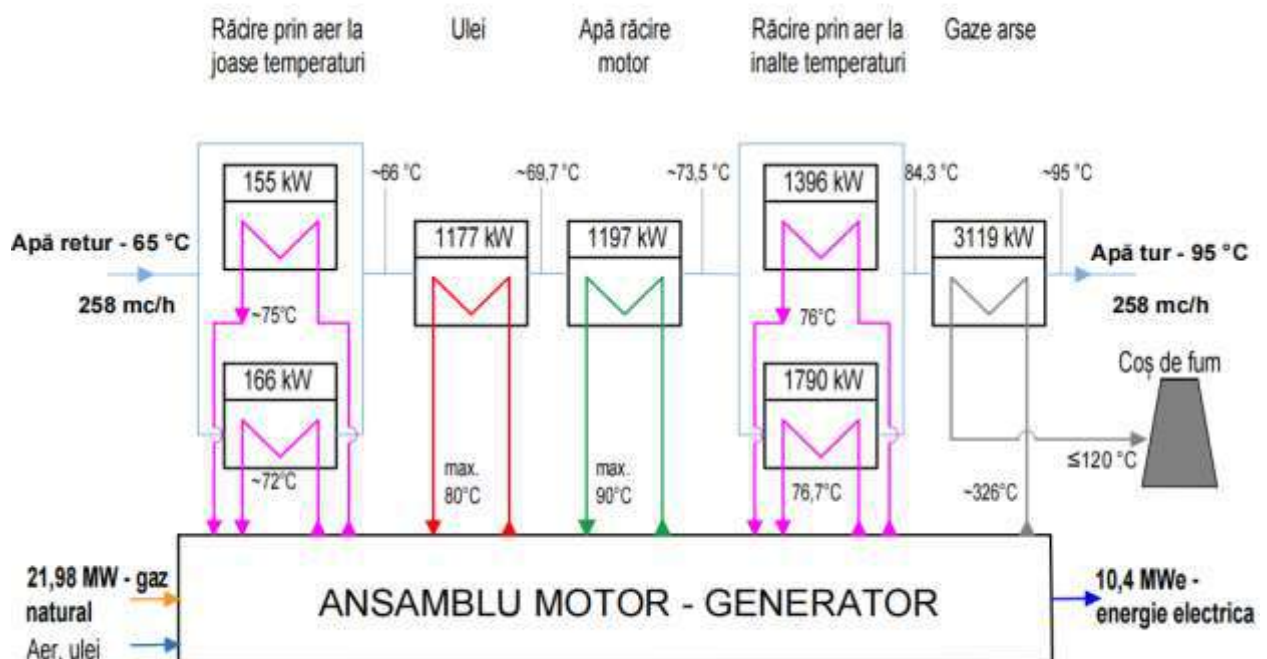 Răcire prin aer la
joase temperaturi
Ulei
Apă răcire
motor
Răcire prin aer la
inalte temperaturi
Gaze arse
155 kW
~66 °C
~69,7 °C
~73,5 °C
1396 kW
84,3 °C
~95 °C
Apă retur - 65 °C
258 mc/h
1177 kW
1197 kW
3119 kW
Apă tur - 95 °C
258 mc/h
~75°C
76°C
166 kW
1790 kW
Coș de fum
~72°C
max.
80°C
max.
90°C
76,7°C
~326°C
≤120 °C
21,98 MW - gaz
natural
Aer, ulei
ANSAMBLU MOTOR - GENERATOR
10,4 MWe -
energie electrica